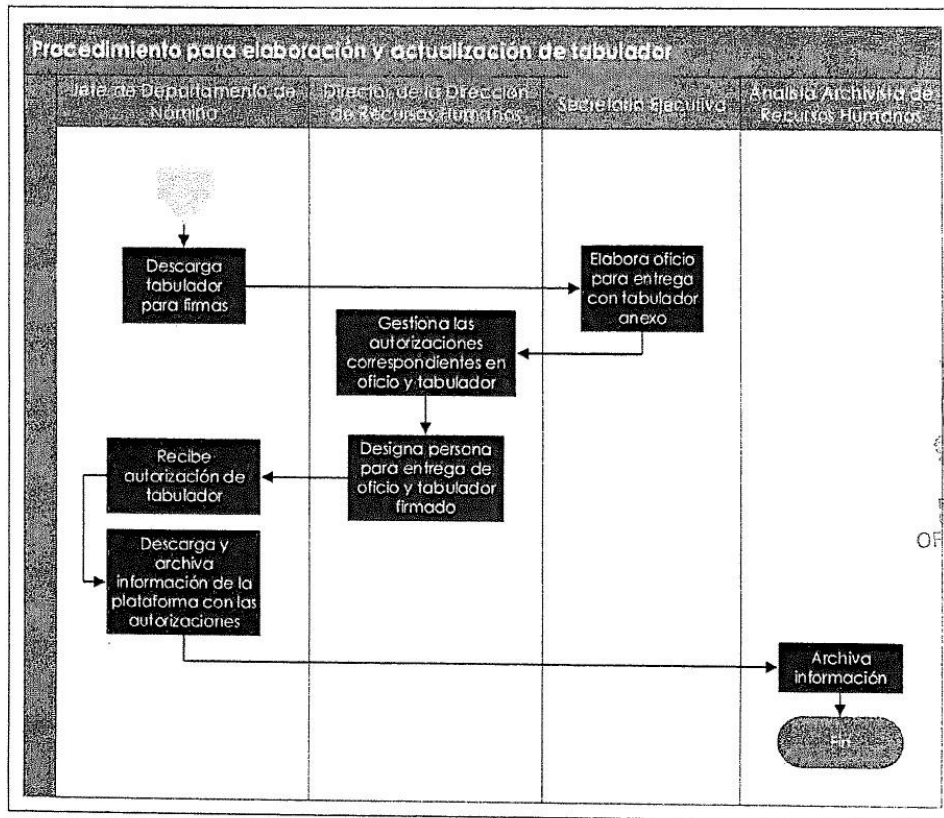 Procedimiento para elaboración y actualización de tabulador
Jefe de Departamento de
Nómina
Director de la Dirección
de Recursos Humanos
Secretaria Ejecutiva
Analista Archivista de
Recursos Humanos
Descarga
tabulador
para firmas
Elabora oficio
para entrega
con tabulador
anexo
Gestiona las
autorizaciones
correspondientes en
oficio y tabulador
Recibe
autorización de
tabulador
Designa persona
para entrega de
oficio y tabulador
firmado
Descarga y
archiva
información de la
plataforma con las
autorizaciones
OF
Archiva
información
Fin